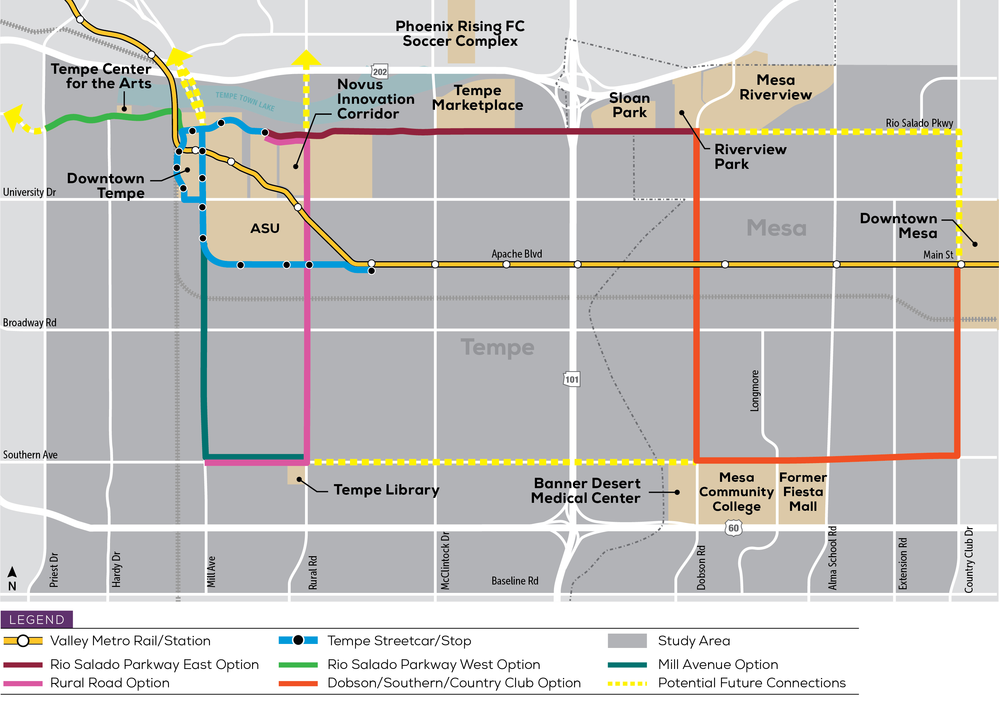 Phoenix Rising FC
Soccer Complex
Tempe Center
for the Arts
202
Novus
Innovation
Corridor
TEMPE TOWN LAKE
Tempe
Marketplace
Sloan
Park
Mesa
Riverview
Rio Salado Pkwy
Riverview
Park
Downtown
Tempe
University Dr
ASU
Mesa
Downtown
Mesa
Apache Blvd
Main St
Broadway Rd
Tempe
101
Longmore
Southern Ave
Tempe Library
Banner Desert
Medical Center
Mesa
Community
College
Former
Fiesta
Mall
60
N
Priest Dr
Hardy Dr
Mill Ave
Rural Rd
McClintock Dr
Baseline Rd
Dobson Rd
Alma School Rd
Extension Rd
Country Club Dr
LEGEND
Valley Metro Rail/Station
Tempe Streetcar/Stop
Study Area
Rio Salado Parkway East Option
Rio Salado Parkway West Option
Mill Avenue Option
Rural Road Option
Dobson/Southern/Country Club Option
Potential Future Connections